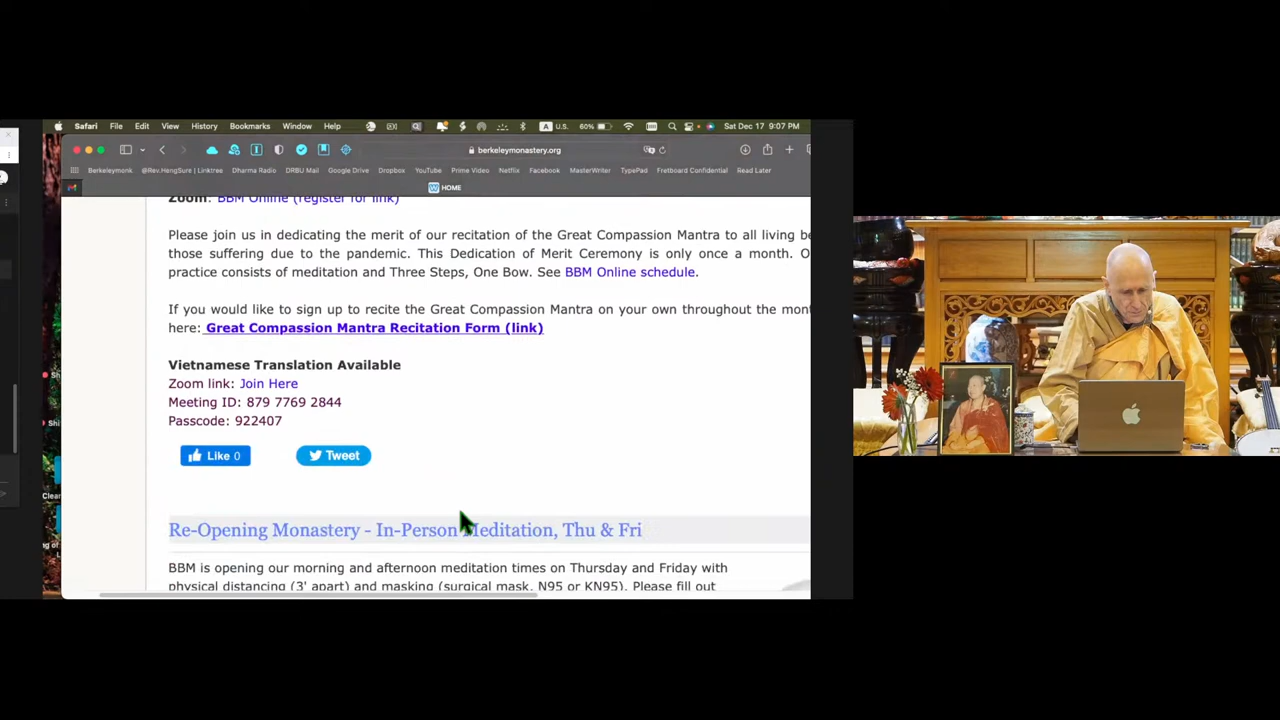 Safari File Edit View History Bookmarks Window Help A U.S. 60% Sat Dec 17 9:07 PM
berkeleymonastery.org
Berkeleymonk @Rev.HengSure | Linktree Dharma Radio DRBU Mail Google Drive Dropbox YouTube Prime Video Netflix Facebook MasterWriter TypePad Fretboard Confidential Read Later
HOME
Zoom: BBM Online (register for link)
Please join us in dedicating the merit of our recitation of the Great Compassion Mantra to all living be
those suffering due to the pandemic. This Dedication of Merit Ceremony is only once a month. O
practice consists of meditation and Three Steps, One Bow. See BBM Online schedule.
If you would like to sign up to recite the Great Compassion Mantra on your own throughout the mont
here: Great Compassion Mantra Recitation Form (link)
Vietnamese Translation Available
Zoom link: Join Here
Meeting ID: 879 7769 2844
Passcode: 922407
Like 0
Tweet
Re-Opening Monastery - In-Person Meditation, Thu & Fri
BBM is opening our morning and afternoon meditation times on Thursday and Friday with
physical distancing (3' apart) and masking (surgical mask, N95 or KN95). Please fill out